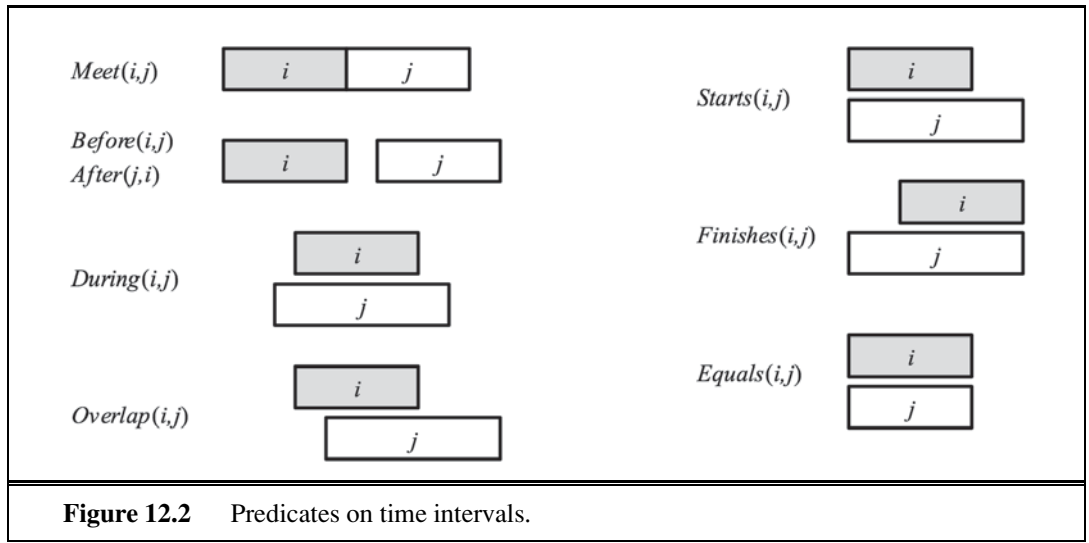 Meet(i,j)
i
j
Before(i,j)
After(j,i)
i
j
During(i,j)
i
j
Overlap(i,j)
i
j
Starts(i,j)
i
j
Finishes(i,j)
i
j
Equals(i,j)
i
j
Figure 12.2 Predicates on time intervals.